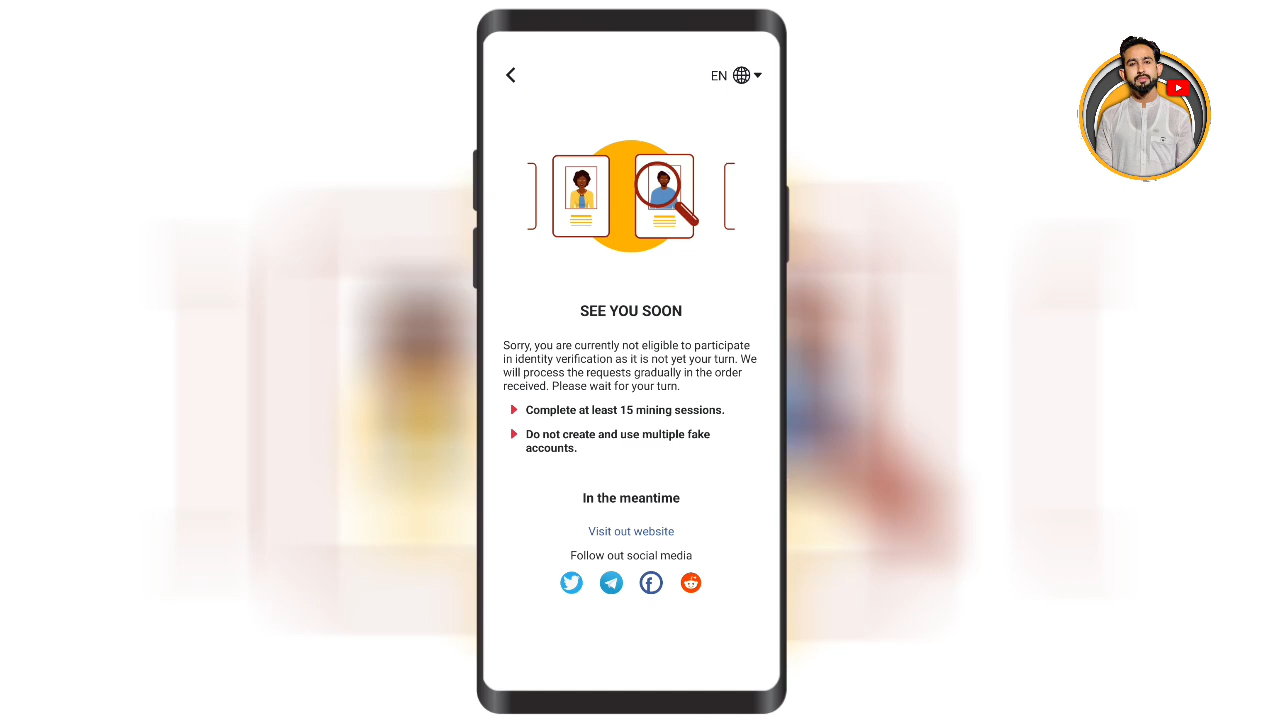 EN
SEE YOU SOON
Sorry, you are currently not eligible to participate
in identity verification as it is not yet your turn. We
will process the requests gradually in the order
received. Please wait for your turn.
Complete at least 15 mining sessions.
Do not create and use multiple fake
accounts.
In the meantime
Visit out website
Follow out social media